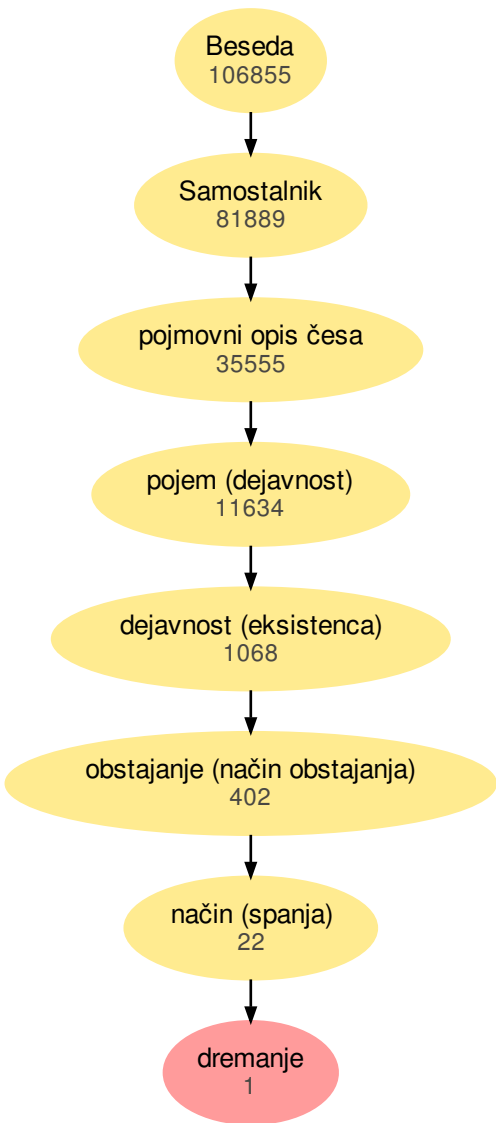 Beseda
106855
Samostalnik
81889
pojmovni opis česa
35555
pojem (dejavnost)
11634
dejavnost (eksistenca)
1068
obstajanje (način obstajanja)
402
način (spanja)
22
dremanje
1